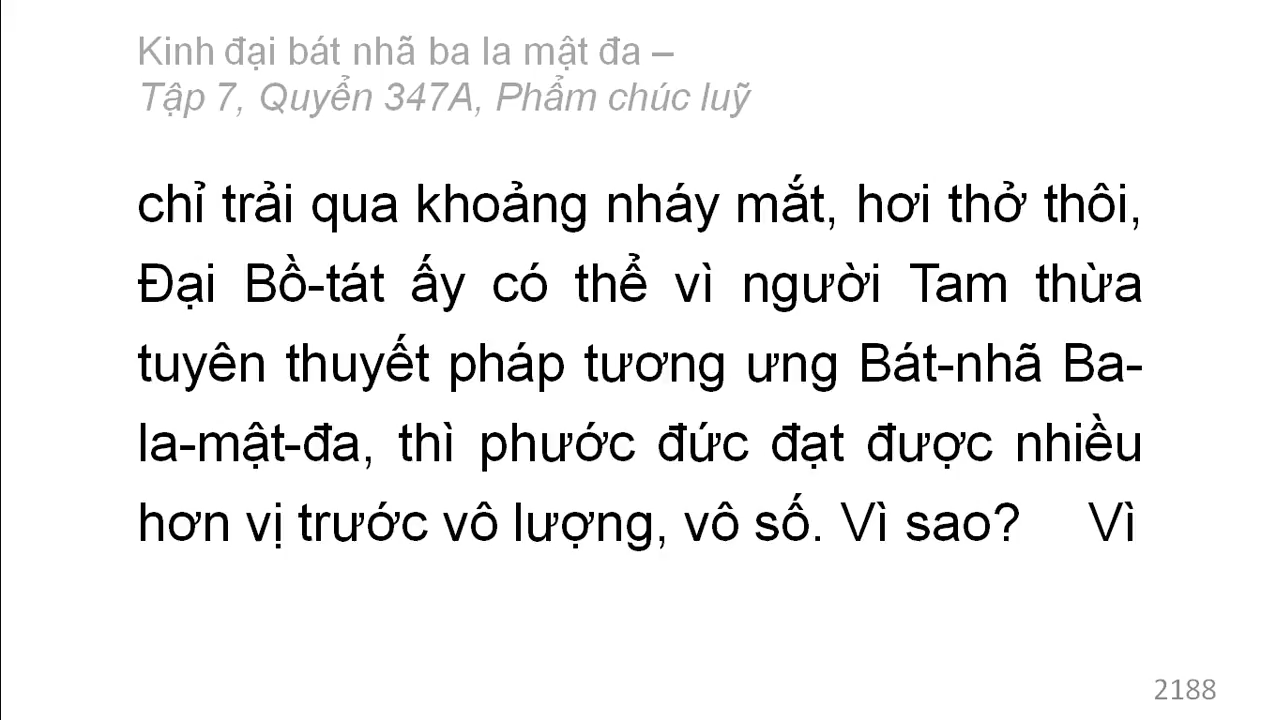 Kinh đại bát nhã ba la mật đa –
Tập 7, Quyển 347A, Phẩm chúc luỹ
chỉ trải qua khoảng nháy mắt, hơi thở thôi,
Đại Bồ-tát ấy có thể vì người Tam thừa
tuyên thuyết pháp tương ưng Bát-nhã Ba-
la-mật-đa, thì phước đức đạt được nhiều
hơn vị trước vô lượng, vô số. Vì sao? Vì
2188